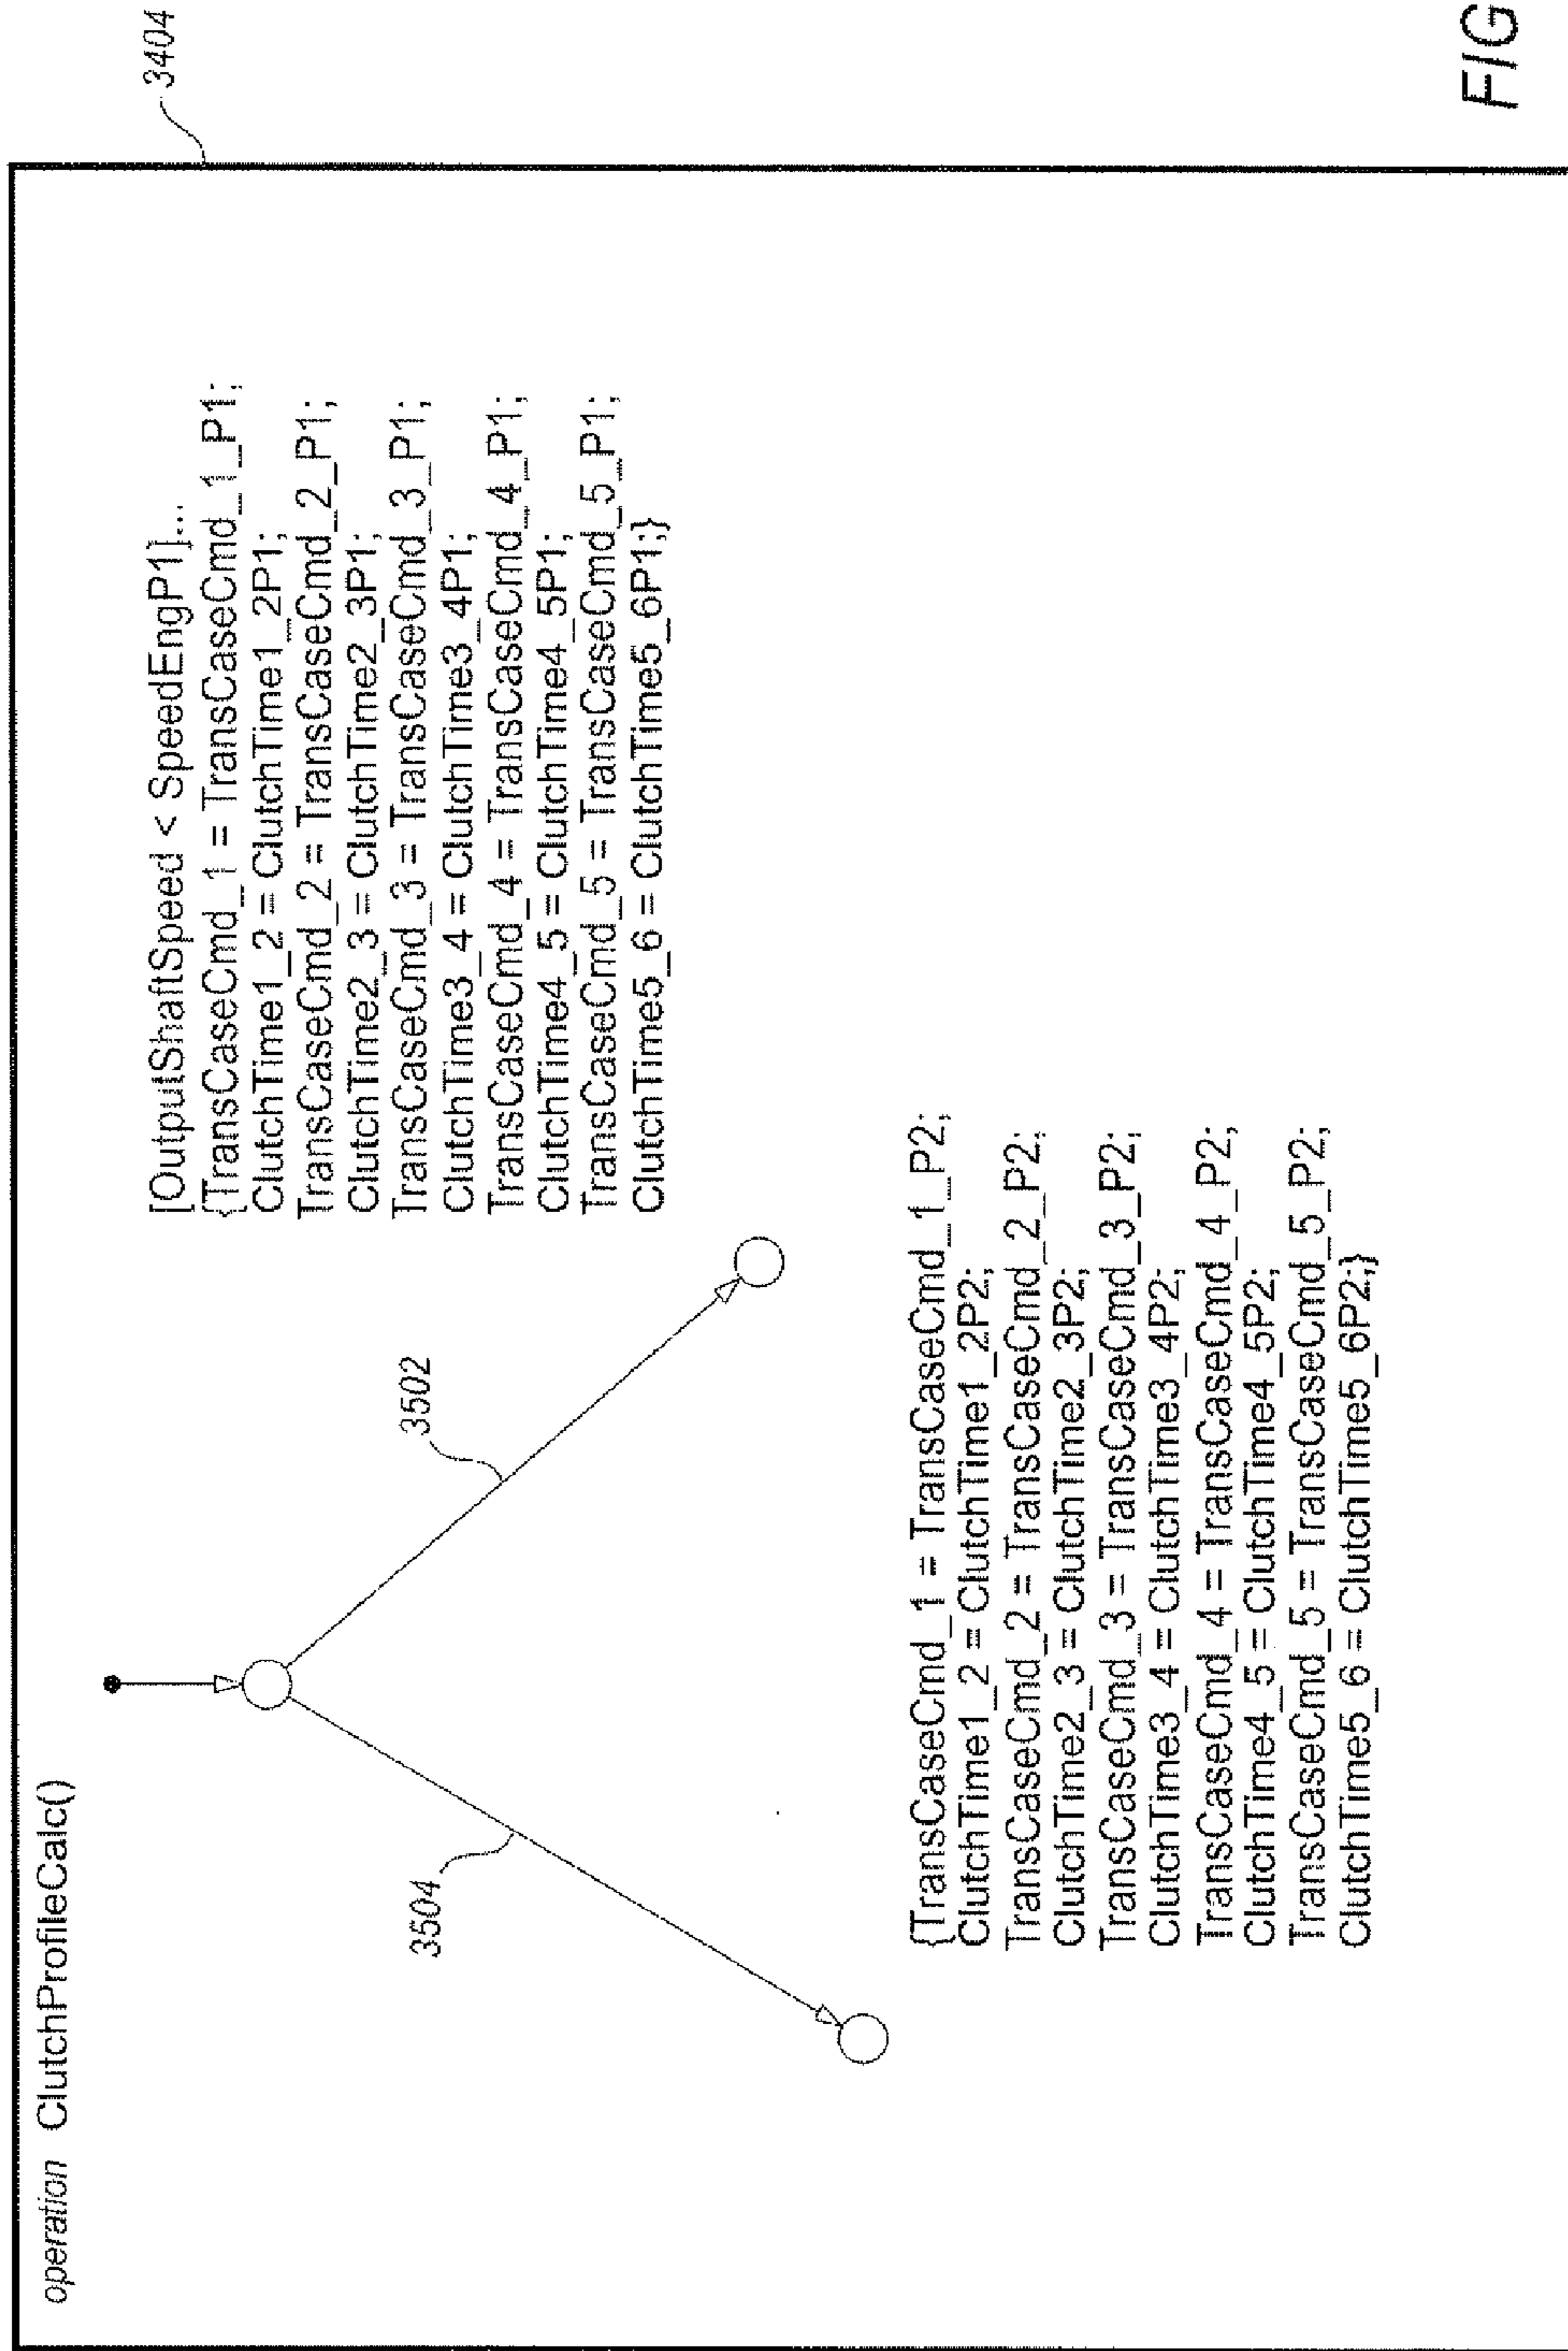 operation ClutchProfileCalc()
3404
3504
3502
[OutputShaftSpeed < SpeedEngP1]...
{TransCaseCmd_1 = TransCaseCmd_1_P1;
ClutchTime1_2 = ClutchTime1_2P1;
TransCaseCmd_2 = TransCaseCmd_2_P1;
ClutchTime2_3 = ClutchTime2_3P1;
TransCaseCmd_3 = TransCaseCmd_3_P1;
ClutchTime3_4 = ClutchTime3_4P1;
TransCaseCmd_4 = TransCaseCmd_4_P1;
ClutchTime4_5 = ClutchTime4_5P1;
TransCaseCmd_5 = TransCaseCmd_5_P1;
ClutchTime5_6 = ClutchTime5_6P1;}
{TransCaseCmd_1 = TransCaseCmd_1_P2;
ClutchTime1_2 = ClutchTime1_2P2;
TransCaseCmd_2 = TransCaseCmd_2_P2;
ClutchTime2_3 = ClutchTime2_3P2;
TransCaseCmd_3 = TransCaseCmd_3_P2;
ClutchTime3_4 = ClutchTime3_4P2;
TransCaseCmd_4 = TransCaseCmd_4_P2;
ClutchTime4_5 = ClutchTime4_5P2;
TransCaseCmd_5 = TransCaseCmd_5_P2;
ClutchTime5_6 = ClutchTime5_6P2;}
FIG